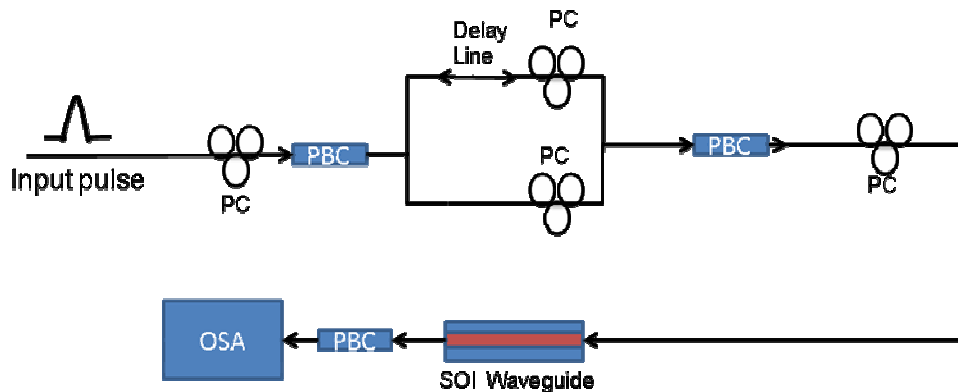 PC
Delay
Line
PBC
PBC
Input pulse
PC
PC
PC
OSA
PBC
SOI Waveguide